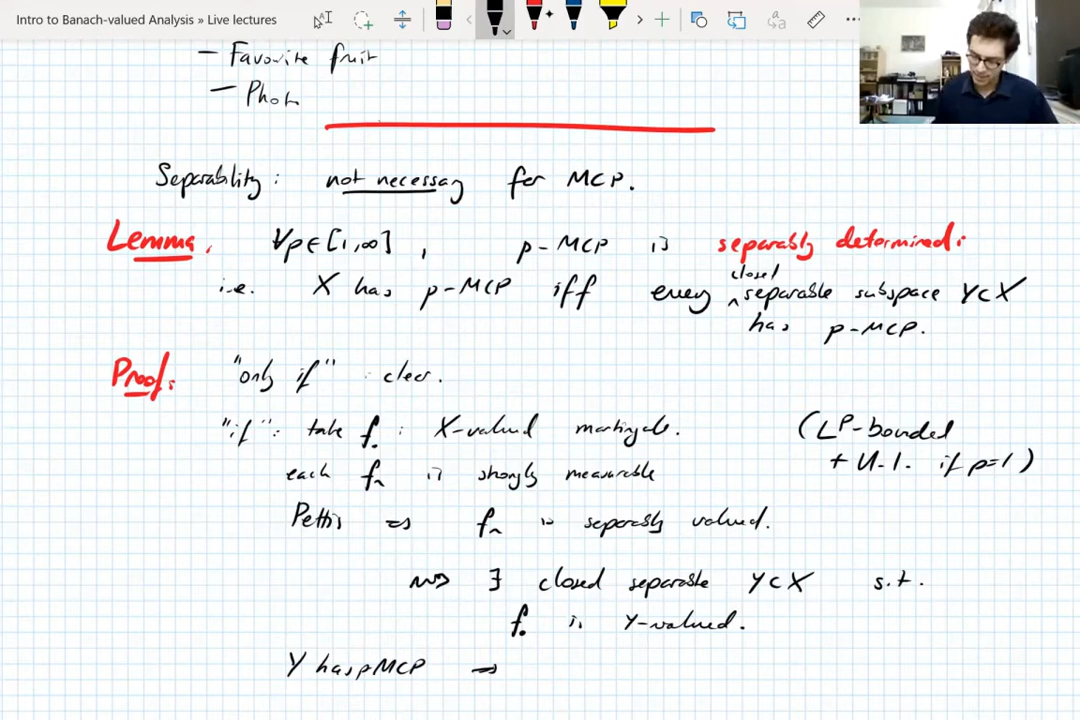 Intro to Banach-valued Analysis » Live lectures
– Favorite fruit
– Photo
Separability: not necessary for MCP.
Lemma. ∀p∈[1,∞], p-MCP is separably determined:
i.e. X has p-MCP iff every closed separable subspace Y⊂X
has p-MCP.
Proof: "only if": clear.
"if": take f. : X-valued martingale. (L^p-bounded
+ U.I. if p=1)
each f_n is strongly measurable
Pettis ⇒ f_n is separably valued.
⇝ ∃ closed separable Y⊂X s.t.
f. is Y-valued.
Y has pMCP ⇒